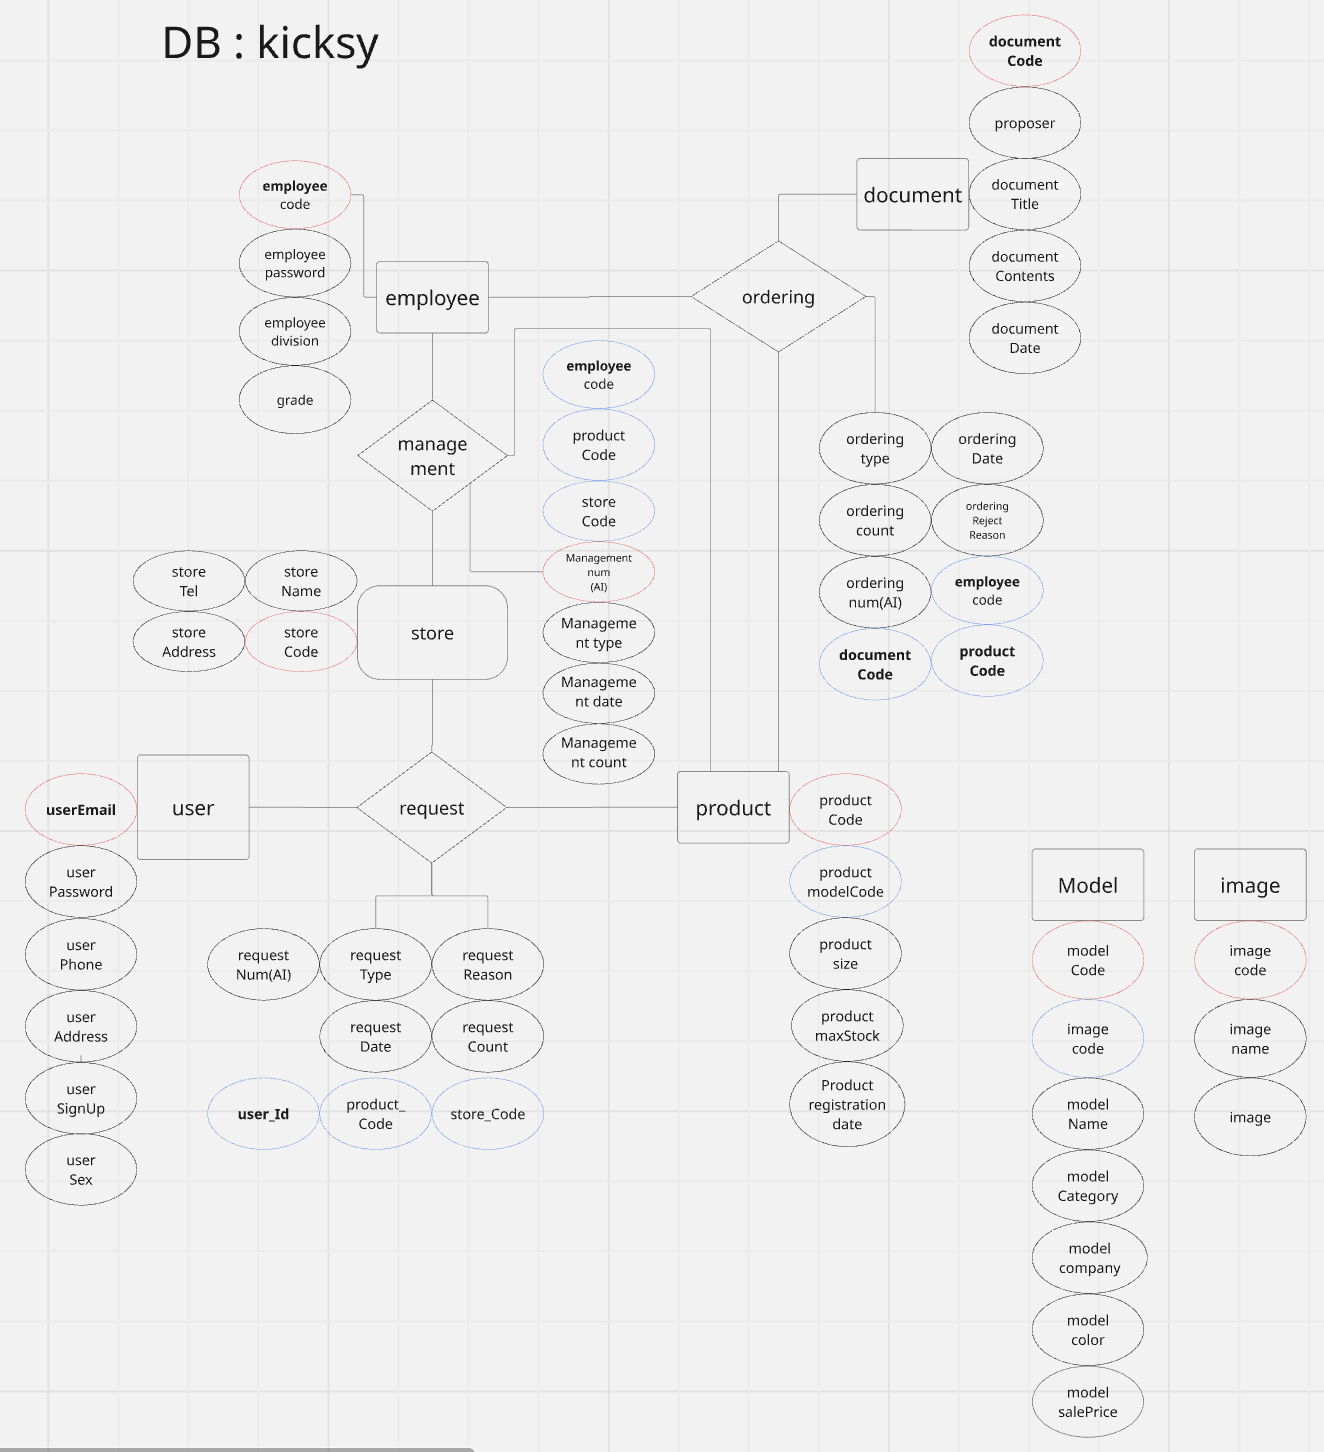 DB : kicksy
document
Code
proposer
document
Title
document
Contents
document
Date
document
employee
code
employee
password
employee
division
grade
employee
ordering
manage
ment
employee
code
product
Code
store
Code
Management
num
(AI)
Manageme
nt type
Manageme
nt date
Manageme
nt count
ordering
type
ordering
Date
ordering
count
ordering
Reject
Reason
ordering
num(AI)
employee
code
document
Code
product
Code
store
Tel
store
Name
store
Address
store
Code
store
userEmail
user
Password
user
Phone
user
Address
user
SignUp
user
Sex
user
request
request
Num(AI)
request
Type
request
Reason
request
Date
request
Count
user_Id
product_
Code
store_Code
product
product
Code
product
modelCode
product
size
product
maxStock
Product
registration
date
Model
model
Code
image
code
model
Name
model
Category
model
company
model
color
model
salePrice
image
image
code
image
name
image